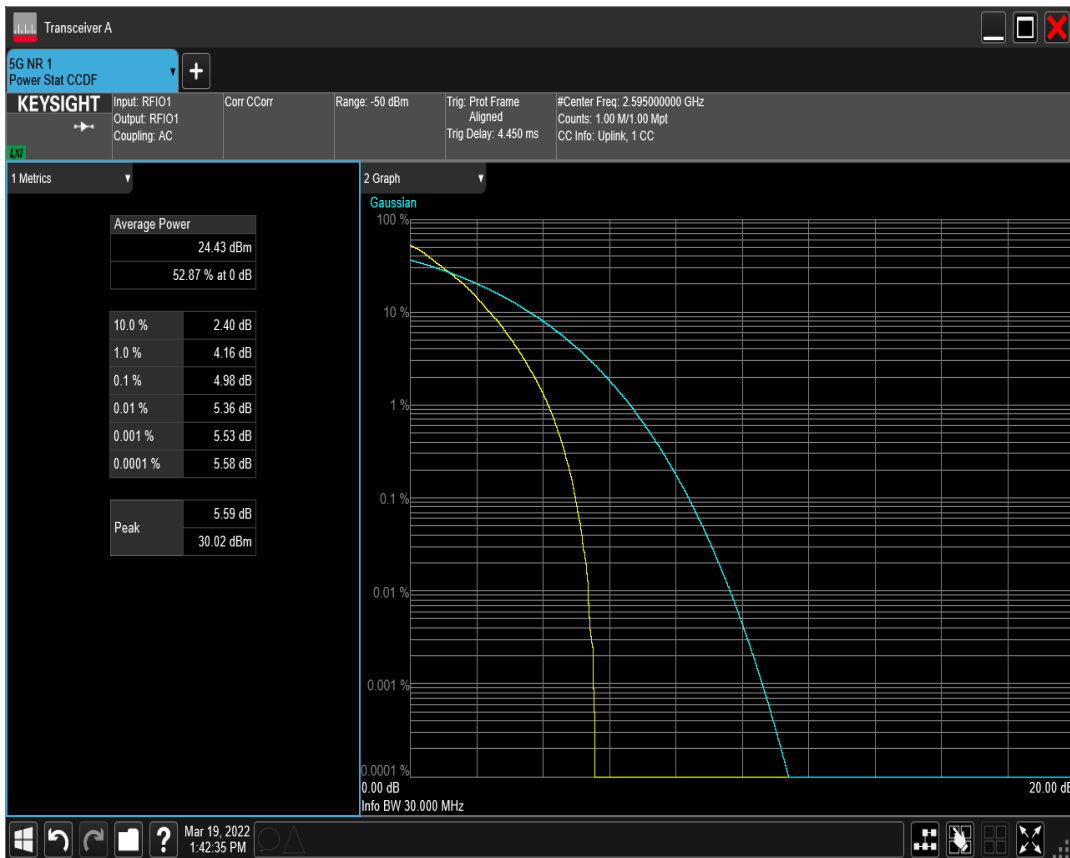 Transceiver A
5G NR 1
Power Stat CCDF
KEYSIGHT
LXI
Input: RFIO1
Output: RFIO1
Coupling: AC
Corr CCorr
Range: -50 dBm
Trig: Prot Frame
Aligned
Trig Delay: 4.450 ms
#Center Freq: 2.595000000 GHz
Counts: 1.00 M/1.00 Mpt
CC Info: Uplink, 1 CC
1 Metrics
Average Power
24.43 dBm
52.87 % at 0 dB
10.0 % 2.40 dB
1.0 % 4.16 dB
0.1 % 4.98 dB
0.01 % 5.36 dB
0.001 % 5.53 dB
0.0001 % 5.58 dB
Peak 5.59 dB
30.02 dBm
2 Graph
Gaussian
100 %
10 %
1 %
0.1 %
0.01 %
0.001 %
0.0001 %
0.00 dB 20.00 dB
Info BW 30.000 MHz
?
Mar 19, 2022
1:42:35 PM